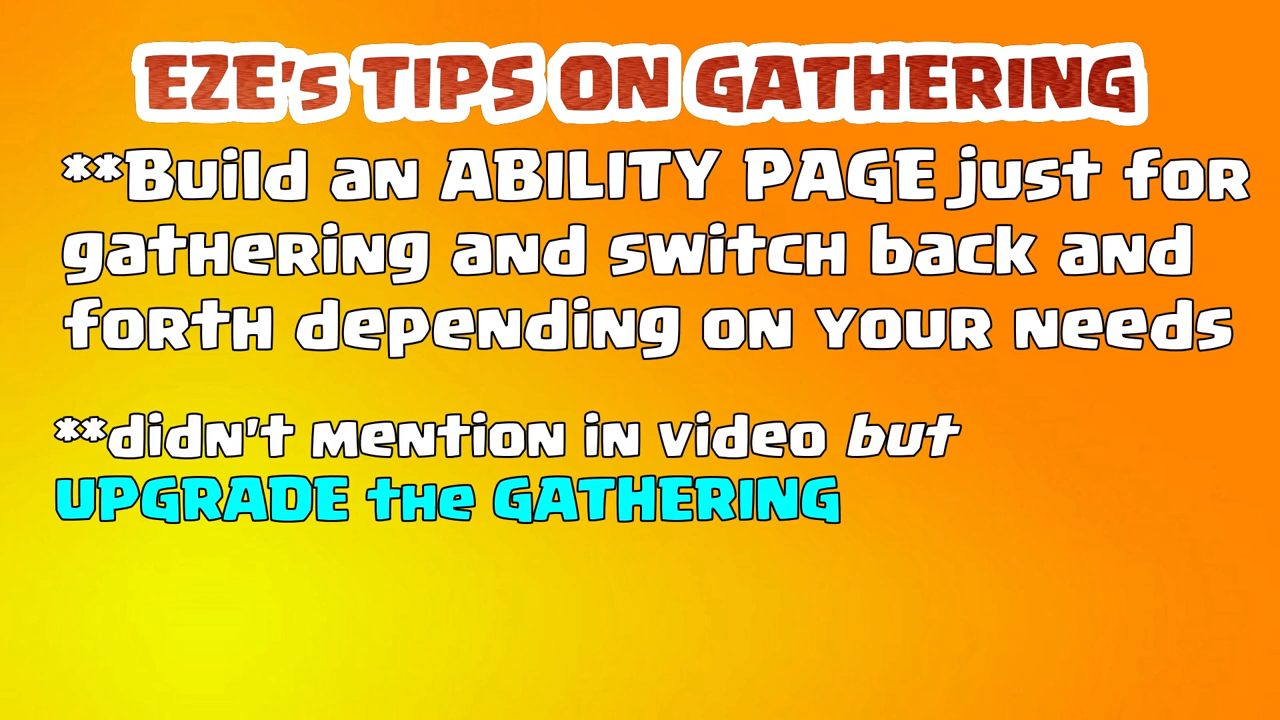 EZE's TIPS ON GATHERING
**Build an ABILITY PAGE just for
gathering and switch back and
forth depending on your needs
**didn't mention in video but
UPGRADE the GATHERING